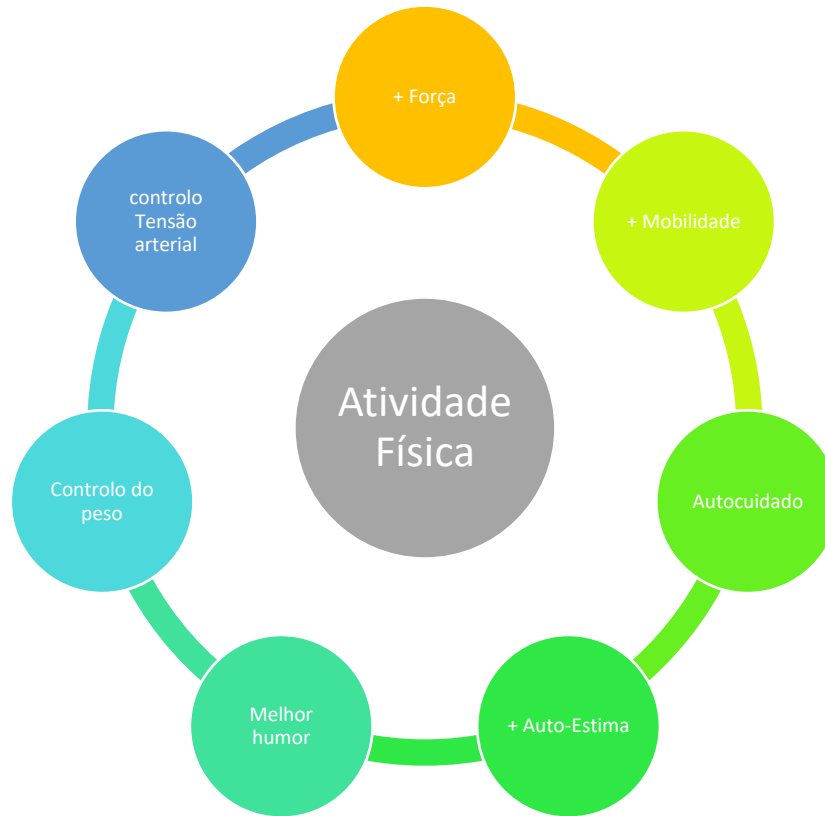 + Força
controlo
Tensão
arterial
+ Mobilidade
Atividade
Física
Controlo do
peso
Autocuidado
Melhor
humor
+ Auto-Estima